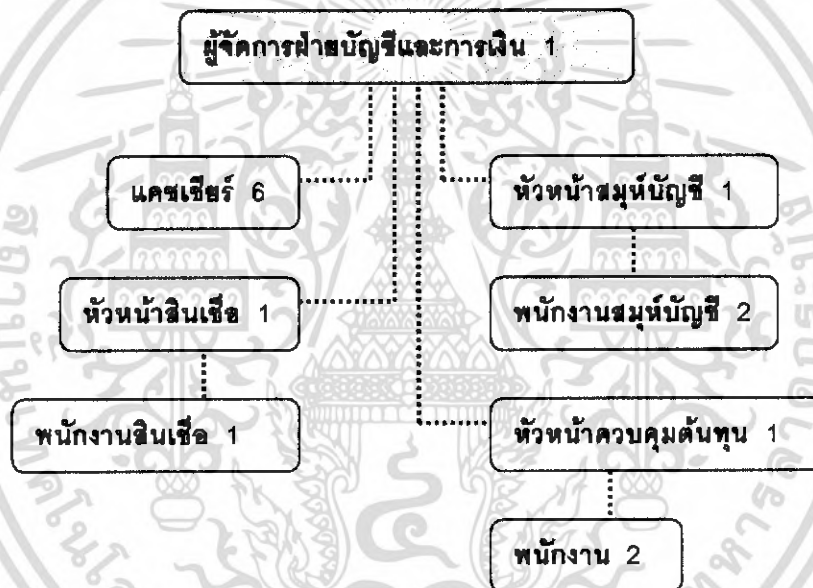 ผู้จัดการฝ่ายบัญชีและการเงิน 1
แคชเชียร์ 6
หัวหน้าสมุห์บัญชี 1
หัวหน้าสินเชื่อ 1
พนักงานสมุห์บัญชี 2
พนักงานสินเชื่อ 1
หัวหน้าควบคุมต้นทุน 1
พนักงาน 2